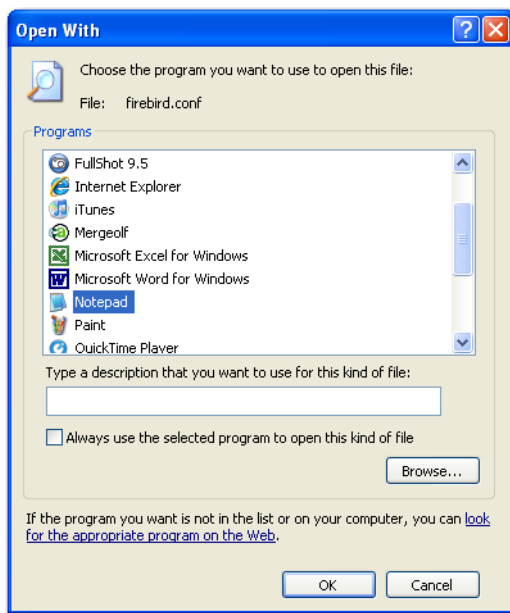 Open With
Choose the program you want to use to open this file:
File: firebird.conf
Programs
FullShot 9.5
Internet Explorer
iTunes
Mergeolf
Microsoft Excel for Windows
Microsoft Word for Windows
Notepad
Paint
QuickTime Player
Type a description that you want to use for this kind of file:
Always use the selected program to open this kind of file
Browse...
If the program you want is not in the list or on your computer, you can look
for the appropriate program on the Web.
OK Cancel